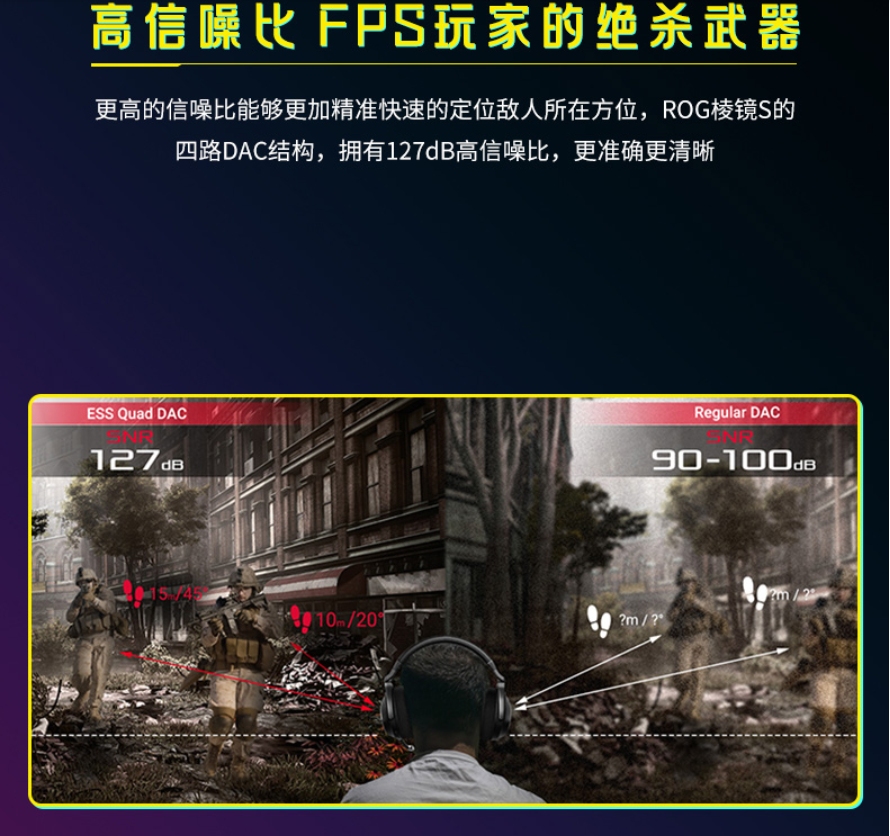 高信噪比 FPS玩家的绝杀武器
更高的信噪比能够更加精准快速的定位敌人所在方位，ROG棱镜S的
四路DAC结构，拥有127dB高信噪比，更准确更清晰
ESS Quad DAC
SNR
127dB
Regular DAC
SNR
90-100dB
15m/45°
10m/20°
?m / ?°
?m / ?°